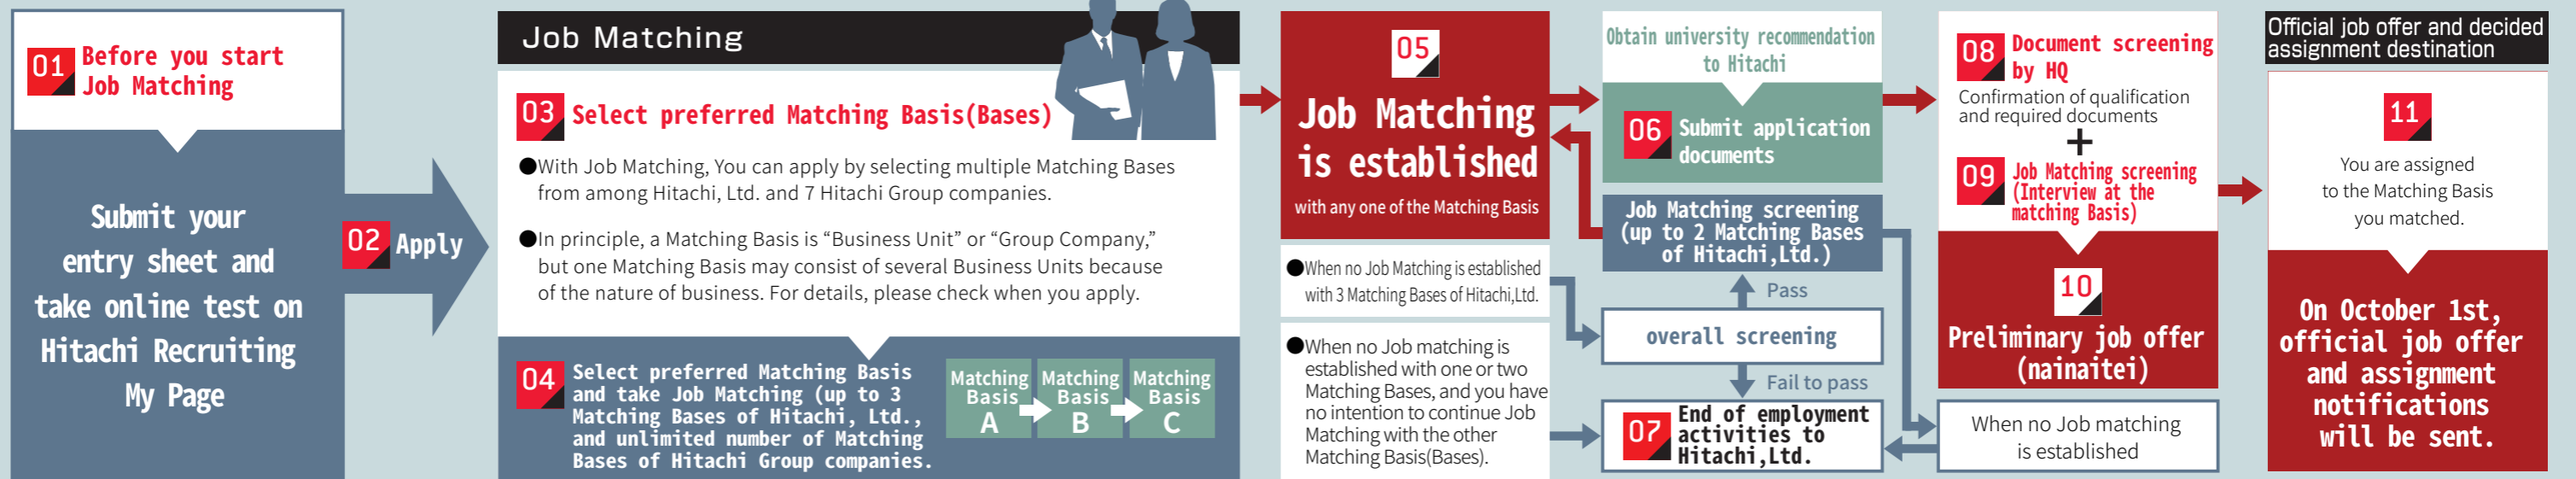 01
Before you start
Job Matching
Submit your
entry sheet and
take online test on
Hitachi Recruiting
My Page
02 Apply
Job Matching
03 Select preferred Matching Basis(Bases)
●With Job Matching, You can apply by selecting multiple Matching Bases
from among Hitachi, Ltd. and 7 Hitachi Group companies.
●In principle, a Matching Basis is “Business Unit” or “Group Company,”
but one Matching Basis may consist of several Business Units because
of the nature of business. For details, please check when you apply.
04
Select preferred Matching Basis
and take Job Matching (up to 3
Matching Bases of Hitachi, Ltd.,
and unlimited number of Matching
Bases of Hitachi Group companies.
Matching
Basis
A
Matching
Basis
B
Matching
Basis
C
05
Job Matching
is established
with any one of the Matching Basis
●When no Job Matching is established
with 3 Matching Bases of Hitachi,Ltd.
●When no Job matching is
established with one or two
Matching Bases, and you have
no intention to continue Job
Matching with the other
Matching Basis(Bases).
Obtain university recommendation
to Hitachi
06
Submit application
documents
Job Matching screening
(up to 2 Matching Bases
of Hitachi,Ltd.)
Pass
overall screening
Fail to pass
07
End of employment
activities to
Hitachi,Ltd.
08
Document screening
by HQ
Confirmation of qualification
and required documents
+
09
Job Matching screening
(Interview at the
matching Basis)
10
Preliminary job offer
(nainaitei)
When no Job matching
is established
Official job offer and decided
assignment destination
11
You are assigned
to the Matching Basis
you matched.
On October 1st,
official job offer
and assignment
notifications
will be sent.